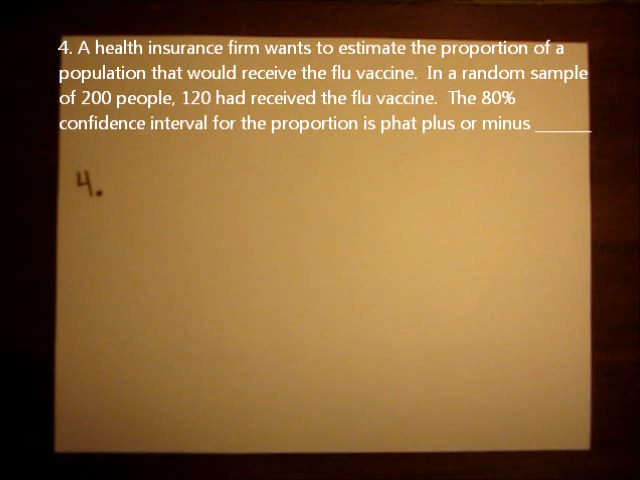 4. A health insurance firm wants to estimate the proportion of a
population that would receive the flu vaccine.  In a random sample
of 200 people, 120 had received the flu vaccine.  The 80%
confidence interval for the proportion is phat plus or minus ______
4.